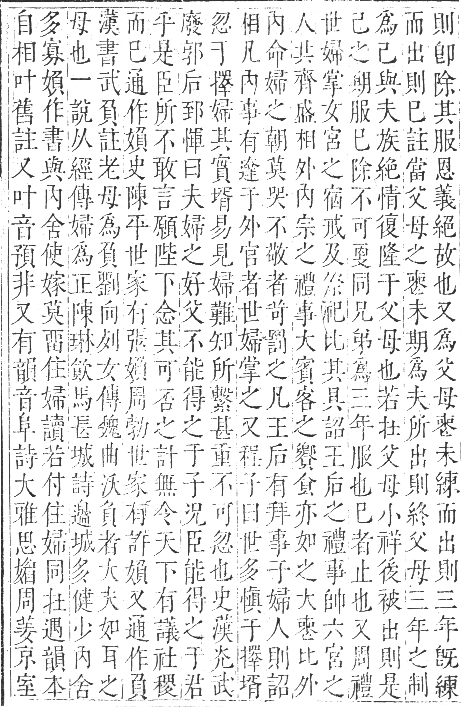 則卽除其服恩義絕故也又爲父母喪未練而出則三年旣練
而出則已註當父母之喪未期爲夫所出則終父母三年之制
爲己與夫族絕情復隆于父母也若在父母小祥後被出則是
己之朞服已除不可更同兄弟爲三年服也已者止也又周禮
世婦掌女宮之宿戒及祭祀比其具詔王后之禮事帥六宮之
人共齊盛相外內宗之禮事大賓客之饗食亦如之大喪比外
內命婦之朝莫哭不敬者苛罰之凡王后有拜事于婦人則詔
相凡內事有達于外官者世婦掌之又程子曰世多愼于擇壻
忽于擇婦其實壻易見婦難知所繫甚重不可忽也史漢光武
廢郭后郅惲曰夫婦之好父不能得之于子況臣能得之于君
乎是臣所不敢言願陛下念其可否之計無令天下有議社稷
而已通作媍史陳平世家有張媍周勃世家有許媍又通作負
漢書武負註老母爲負劉向列女傳魏曲沃負者大夫如耳之
母也一說从經傳婦爲正陳琳飮馬長城詩邊城多健少內舍
多寡媍作書與內舍使嫁莫畱住婦讀若付住婦同在遇韻本
自相叶舊註又叶音預非又有韻音阜詩大雅思媚周姜京室